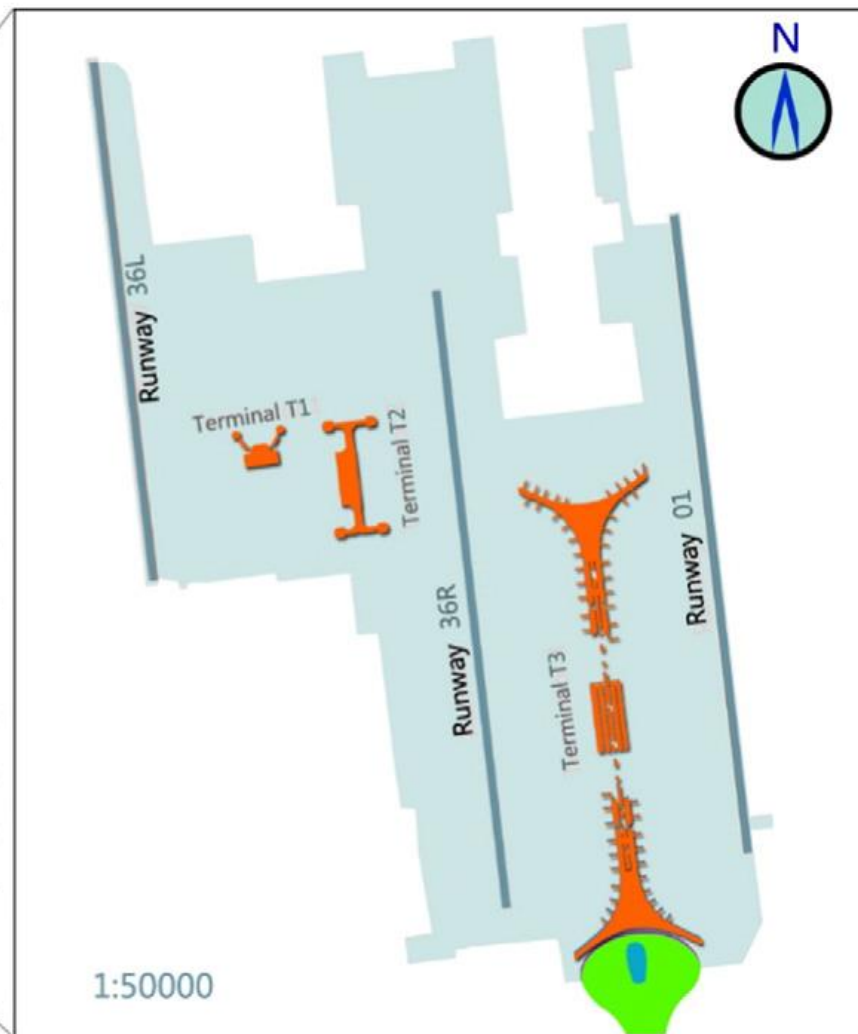 N
Runway 36L
Terminal T1
Terminal T2
Runway 36R
Runway 01
Terminal T3
1:50000